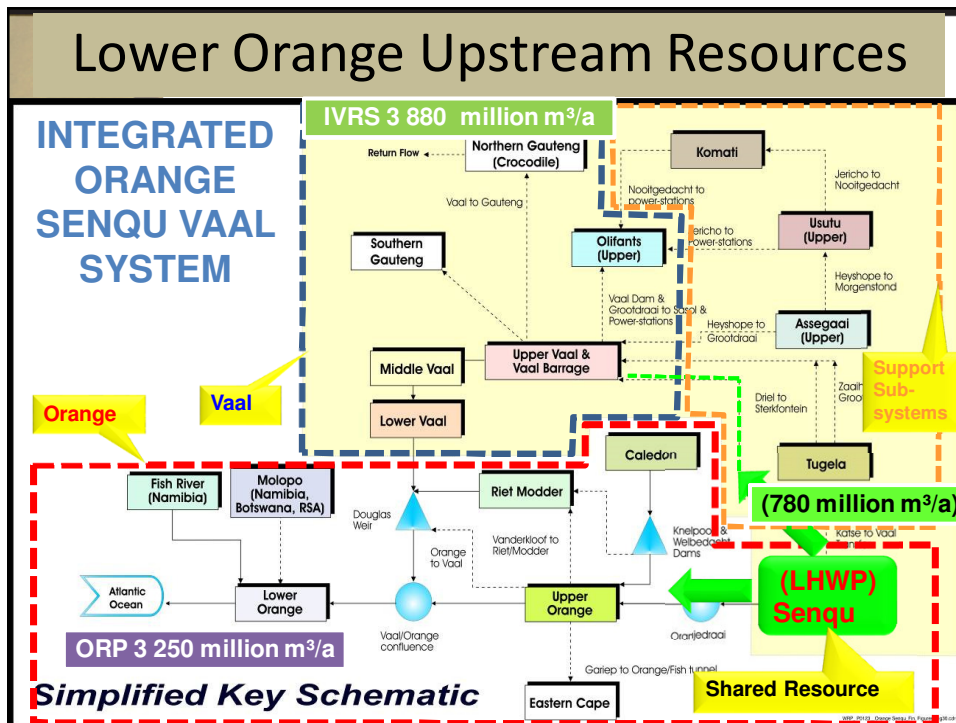 Lower Orange Upstream Resources
INTEGRATED
ORANGE
SENQU VAAL
SYSTEM
IVRS 3 880 million m³/a
Return Flow
Northern Gauteng
(Crocodile)
Komati
Jericho to
Nooitgedacht
Vaal to Gauteng
Nooitgedacht to
power-stations
Southern
Gauteng
Olifants
(Upper)
Jericho to
Power-stations
Usutu
(Upper)
Heyshope to
Morgenstond
Vaal Dam &
Grootdraai to Sasol &
Power-stations
Heyshope to
Grootdraai
Assegaai
(Upper)
Middle Vaal
Upper Vaal &
Vaal Barrage
Support
Sub-
systems
Orange
Vaal
Lower Vaal
Driel to
Sterkfontein
Caledon
Tugela
Fish River
(Namibia)
Molopo
(Namibia,
Botswana, RSA)
Riet Modder
(780 million m³/a)
Douglas
Weir
Vanderkloof to
Riet/Modder
Orange
to Vaal
Welbedacht
Dams
Katse to Vaal
(LHWP)
Senqu
Atlantic
Ocean
Lower
Orange
Upper
Orange
Vaal/Orange
confluence
ORP 3 250 million m³/a
Gariep to Orange/Fish tunnel
Simplified Key Schematic
Eastern Cape
Shared Resource